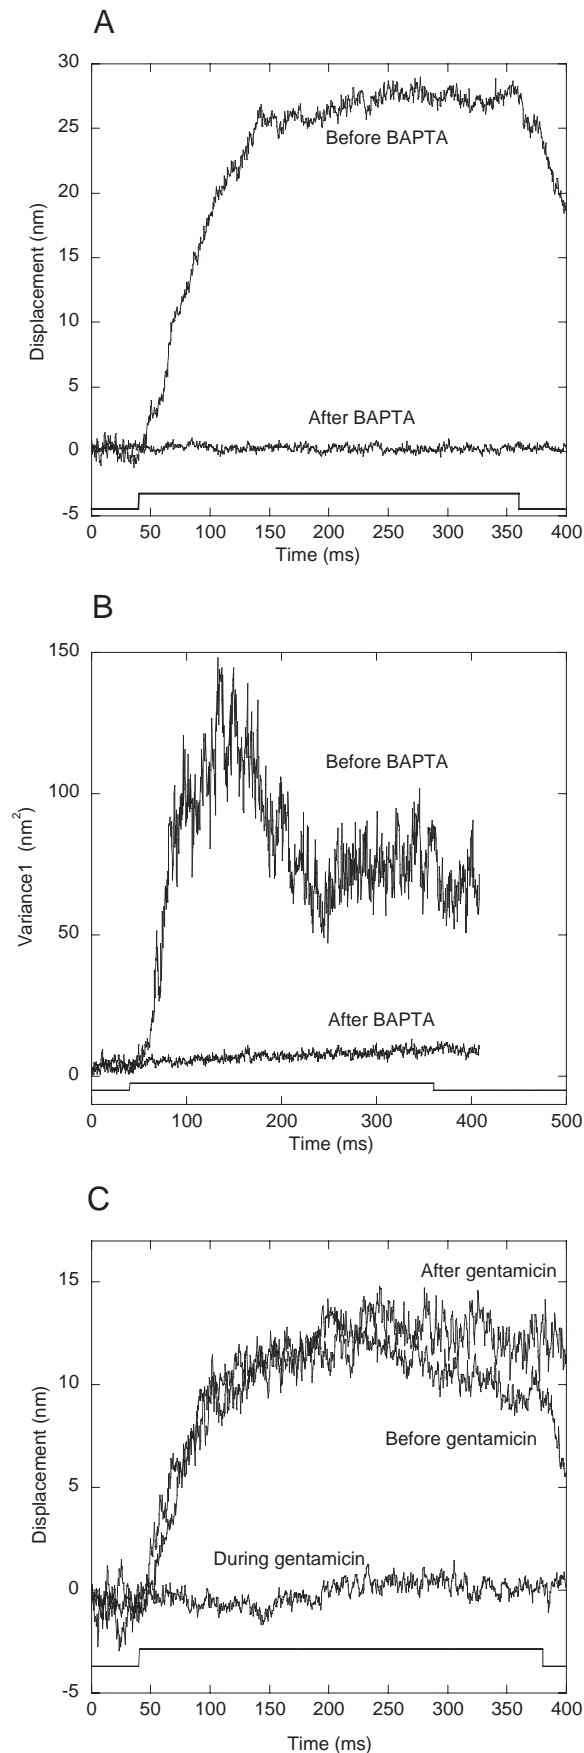 A
30
25
Before BAPTA
20
15
Displacement (nm)
10
5
After BAPTA
0
-5
0 50 100 150 200 250 300 350 400
Time (ms)
B
150
Before BAPTA
100
Variance1 (nm²)
50
After BAPTA
0
0 100 200 300 400 500
Time (ms)
C
After gentamicin
15
10
Before gentamicin
Displacement (nm)
5
During gentamicin
0
-5
0 50 100 150 200 250 300 350 400
Time (ms)